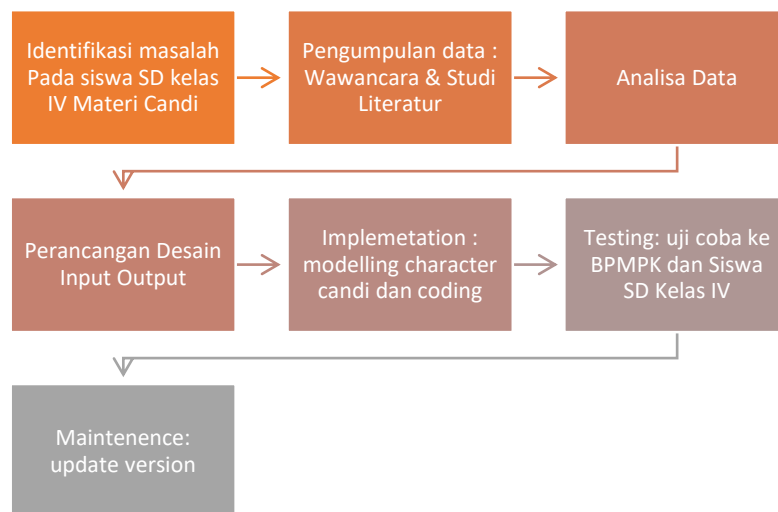 Identifikasi masalah
Pada siswa SD kelas
IV Materi Candi
Pengumpulan data :
Wawancara & Studi
Literatur
Analisa Data
Perancangan Desain
Input Output
Implemetation :
modelling character
candi dan coding
Testing: uji coba ke
BPMPK dan Siswa
SD Kelas IV
Maintenence:
update version